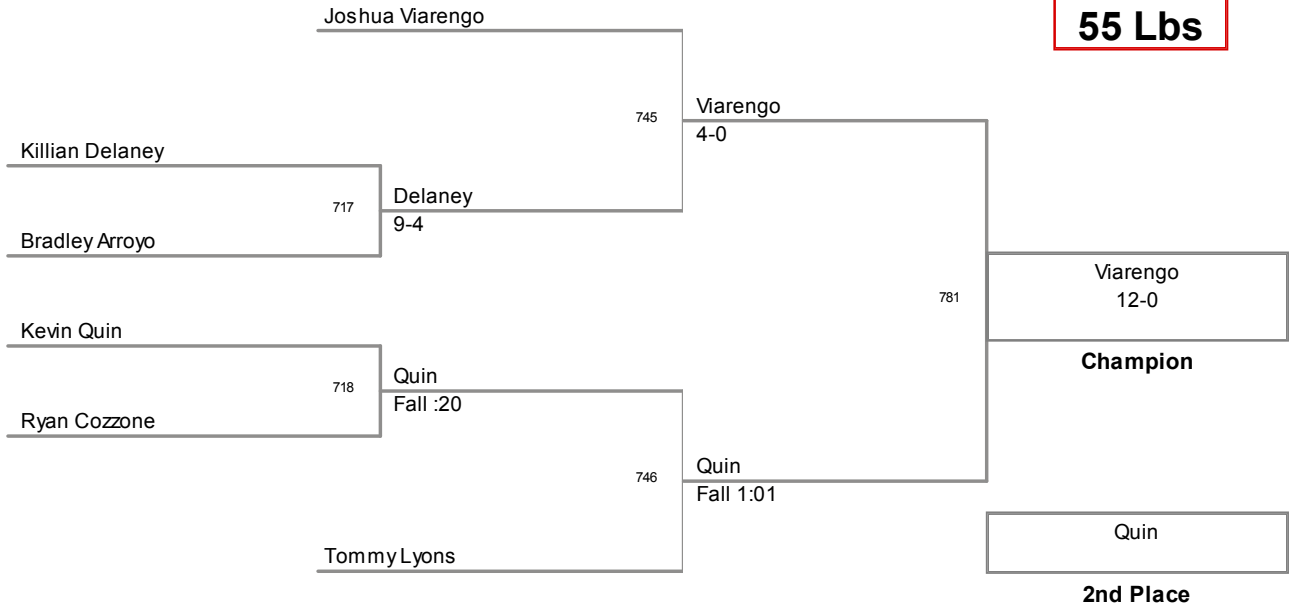 Joshua Viarengo
55 Lbs
745
Viarengo
4-0
Killian Delaney
717
Delaney
9-4
Bradley Arroyo
781
Viarengo
12-0
Champion
Kevin Quin
718
Quin
Fall :20
Ryan Cozzone
746
Quin
Fall 1:01
Tommy Lyons
Quin
2nd Place